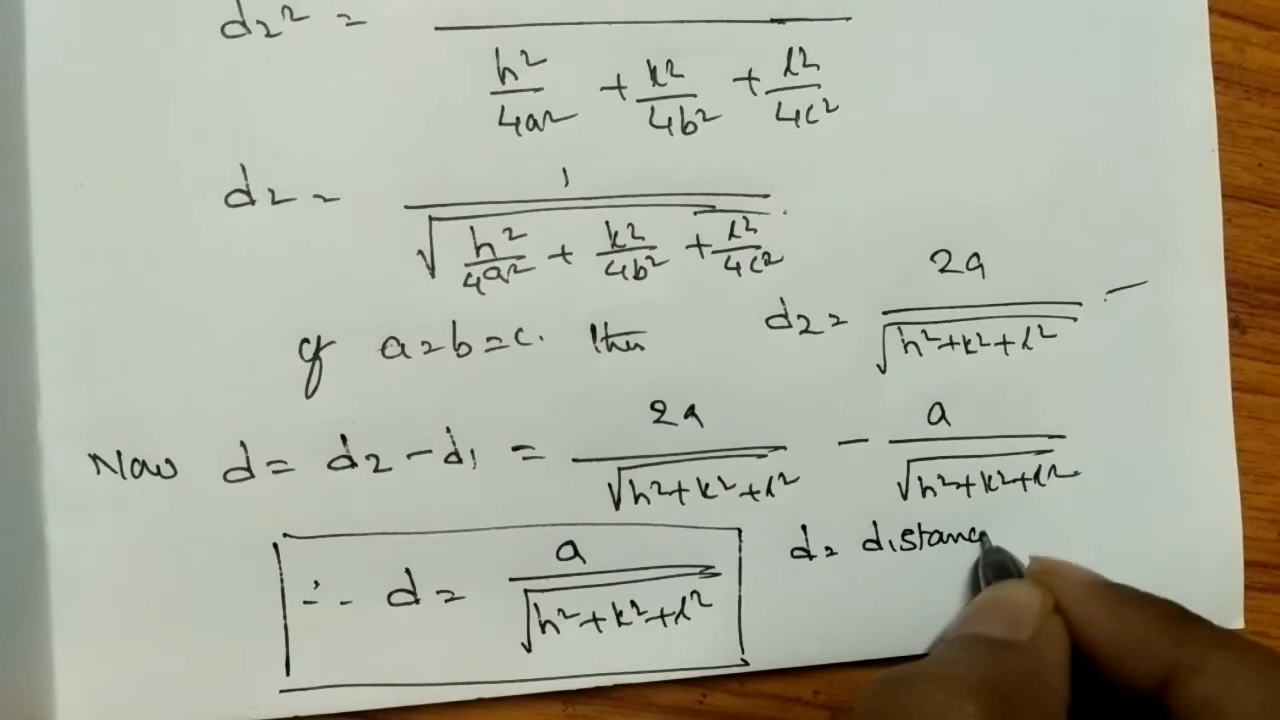 d₂² =
h²/4a² + k²/4b² + l²/4c²
d₂ = 1/√(h²/4a² + k²/4b² + l²/4c²)
If a=b=c. then d₂ = 2a/√(h²+k²+l²) —
Now d = d₂ - d₁ = 2a/√(h²+k²+l²) - a/√(h²+k²+l²)
∴ d = a/√(h²+k²+l²)
d = distanc